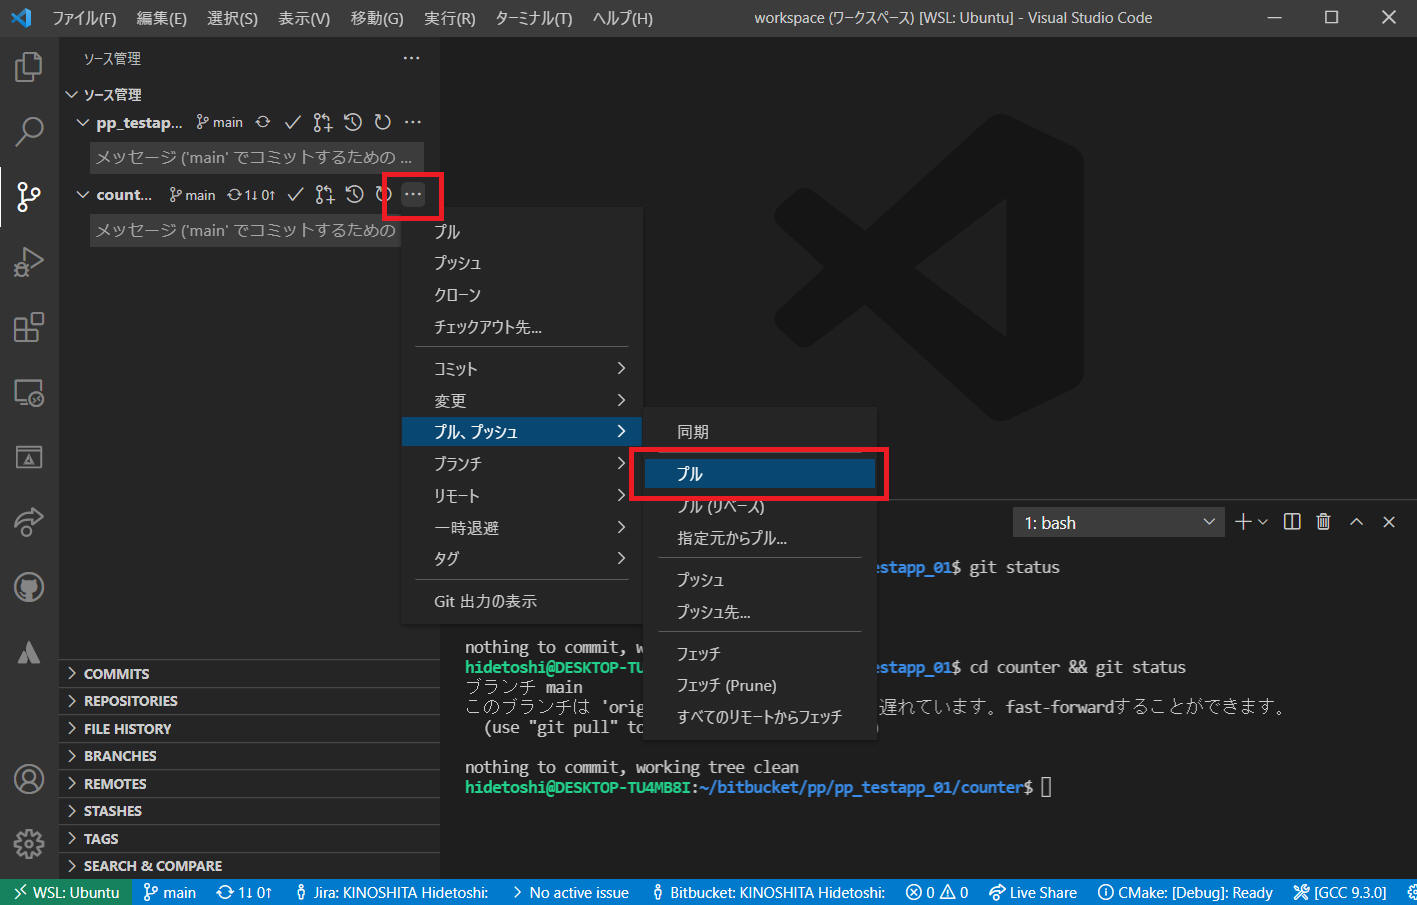 ファイル(F) 編集(E) 選択(S) 表示(V) 移動(G) 実行(R) ターミナル(T) ヘルプ(H) workspace (ワークスペース) [WSL: Ubuntu] - Visual Studio Code
ソース管理 ...
ソース管理
pp_testap... main ...
メッセージ ('main' でコミットするための ...
count... main 1↓ 0↑ ...
メッセージ ('main' でコミットするための
プル
プッシュ
クローン
チェックアウト先...
コミット
変更
プル、プッシュ
ブランチ
リモート
一時退避
タグ
Git 出力の表示
同期
プル
プル (リベース)
指定元からプル...
プッシュ
プッシュ先...
フェッチ
フェッチ (Prune)
すべてのリモートからフェッチ
1: bash
estapp_01$ git status
nothing to commit, w
hidetoshi@DESKTOP-TU estapp_01$ cd counter && git status
ブランチ main
このブランチは 'orig 遅れています。fast-forwardすることができます。
(use "git pull" to )
nothing to commit, working tree clean
hidetoshi@DESKTOP-TU4MB8I:~/bitbucket/pp/pp_testapp_01/counter$
COMMITS
REPOSITORIES
FILE HISTORY
BRANCHES
REMOTES
STASHES
TAGS
SEARCH & COMPARE
WSL: Ubuntu main 1↓ 0↑ Jira: KINOSHITA Hidetoshi: No active issue Bitbucket: KINOSHITA Hidetoshi: 0 0 Live Share CMake: [Debug]: Ready [GCC 9.3.0]